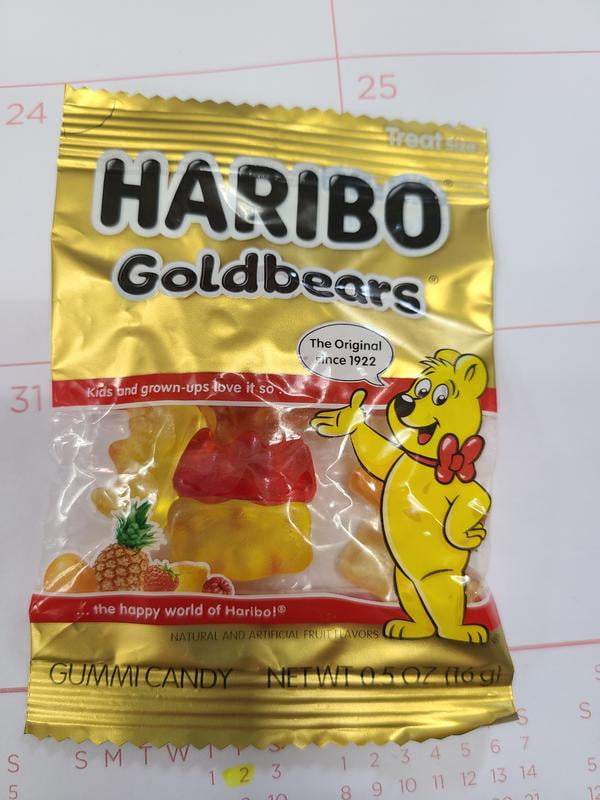 24
25
Treat Size
HARIBO®
Goldbears®
The Original
since 1922
31
Kids and grown-ups love it so ...
... the happy world of Haribo!®
NATURAL AND ARTIFICIAL FRUIT FLAVORS
GUMMI CANDY NET WT 0.5 OZ (16 g)
S S M T W S
1 2 3 1 2 3 4 5 6 7
8 9 10 11 12 13 14